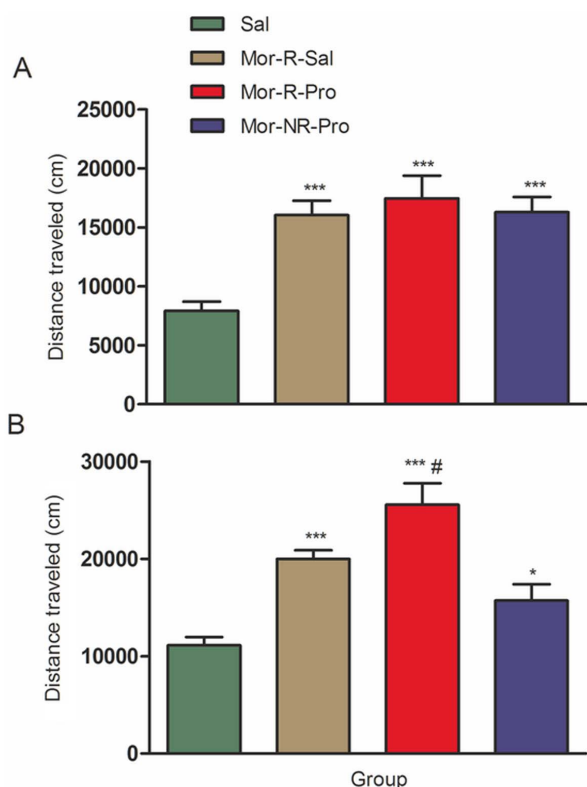 Sal
Mor-R-Sal
Mor-R-Pro
Mor-NR-Pro
A
25000
20000
15000
10000
5000
0
Distance traveled (cm)
***
***
***
B
30000
20000
10000
0
Distance traveled (cm)
***
*** #
*
Group